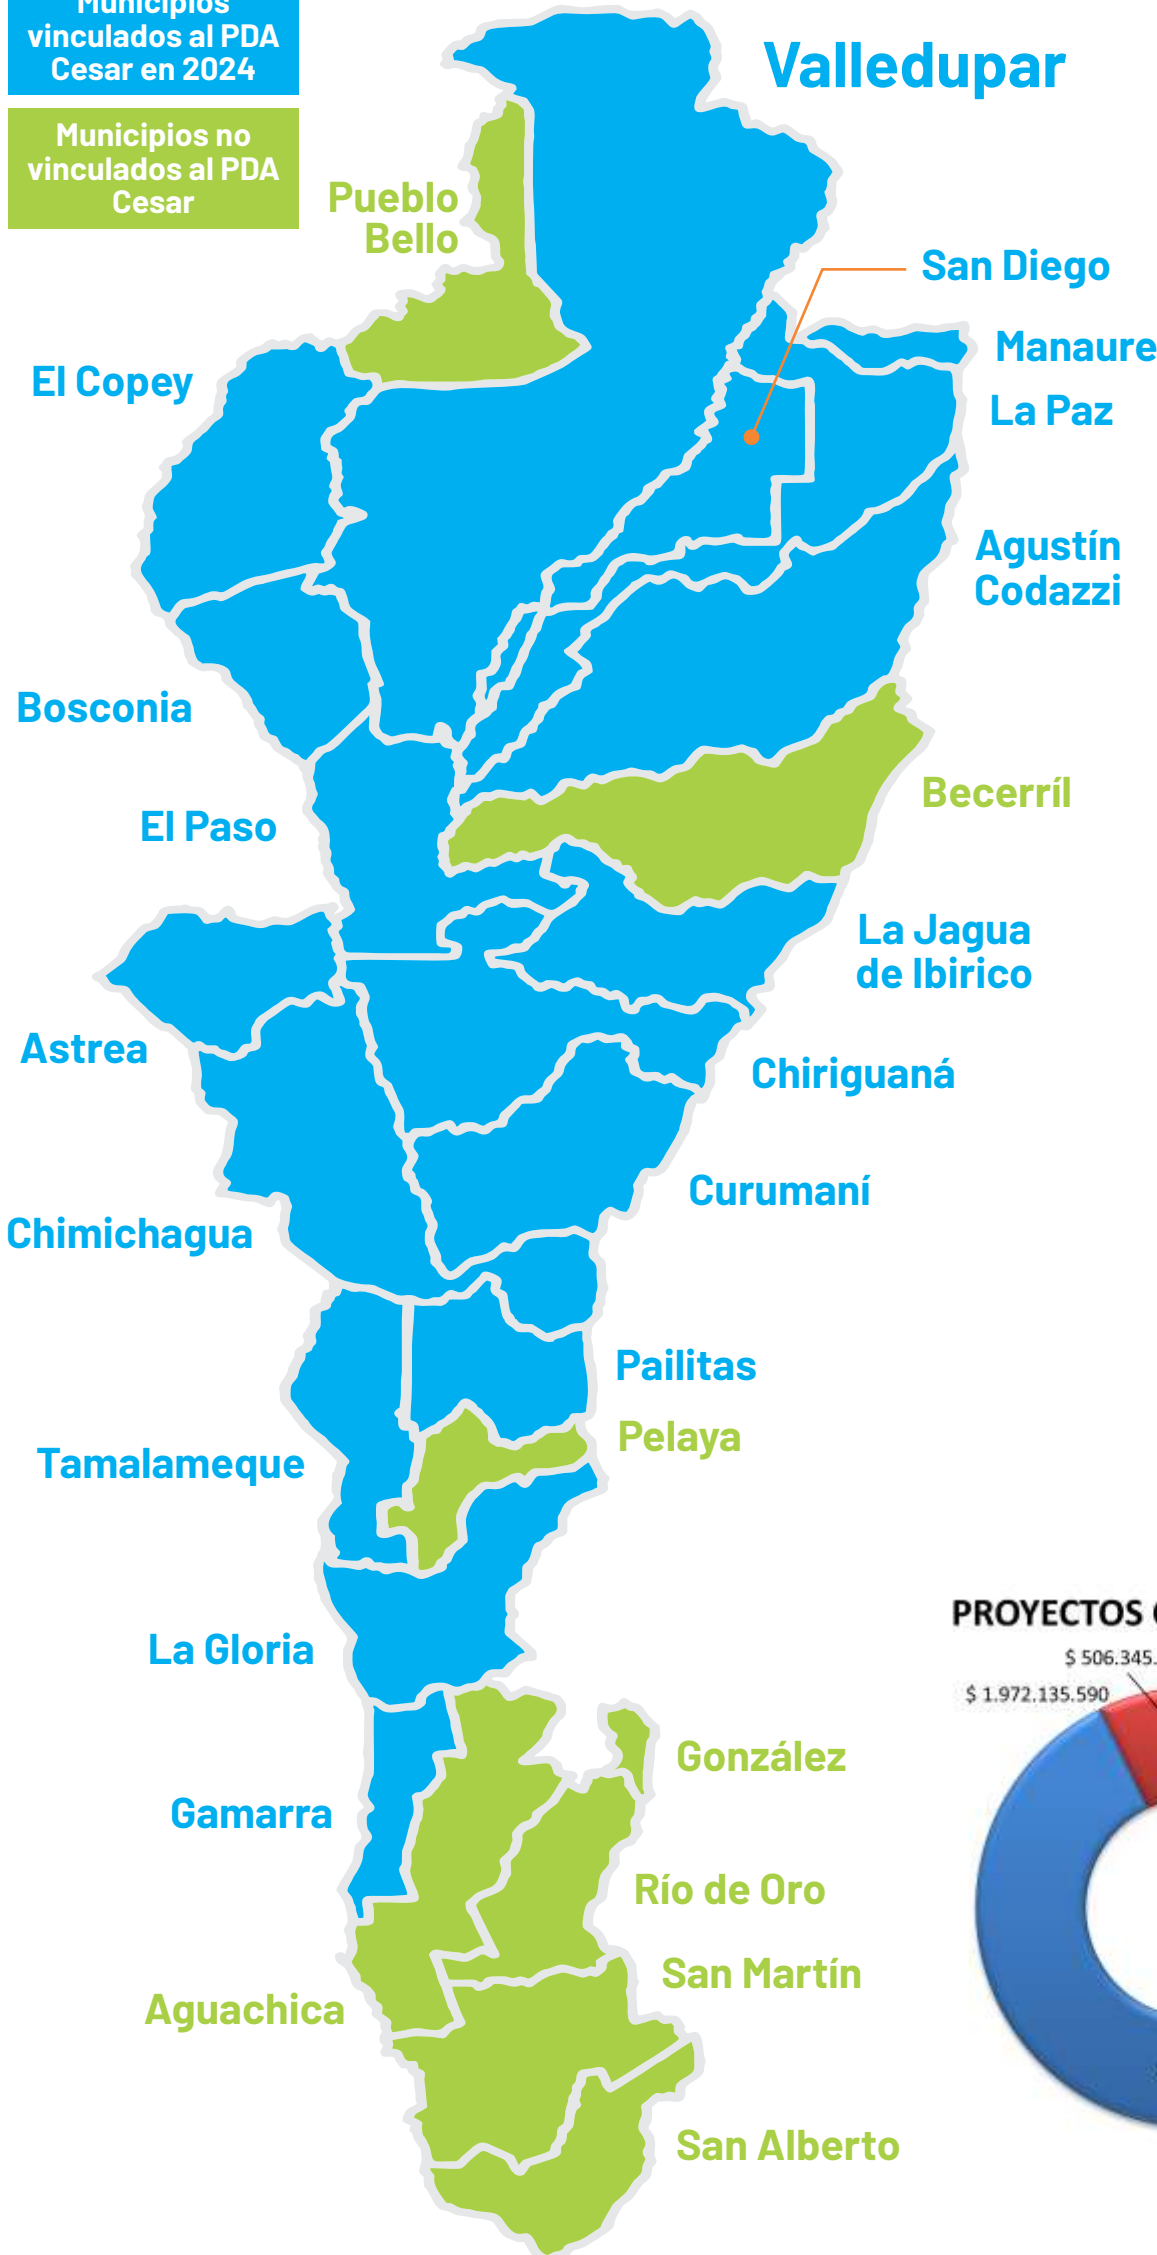 Municipios
vinculados al PDA
Cesar en 2024
Municipios no
vinculados al PDA
Cesar
Valledupar
Pueblo
Bello
San Diego
Manaure
El Copey
La Paz
Agustín
Codazzi
Bosconia
Becerríl
El Paso
La Jagua
de Ibirico
Astrea
Chiriguaná
Curumaní
Chimichagua
Pailitas
Pelaya
Tamalameque
PROYECTOS
La Gloria
$ 506.345.
$ 1.972.135.590
González
Gamarra
Río de Oro
San Martín
Aguachica
San Alberto